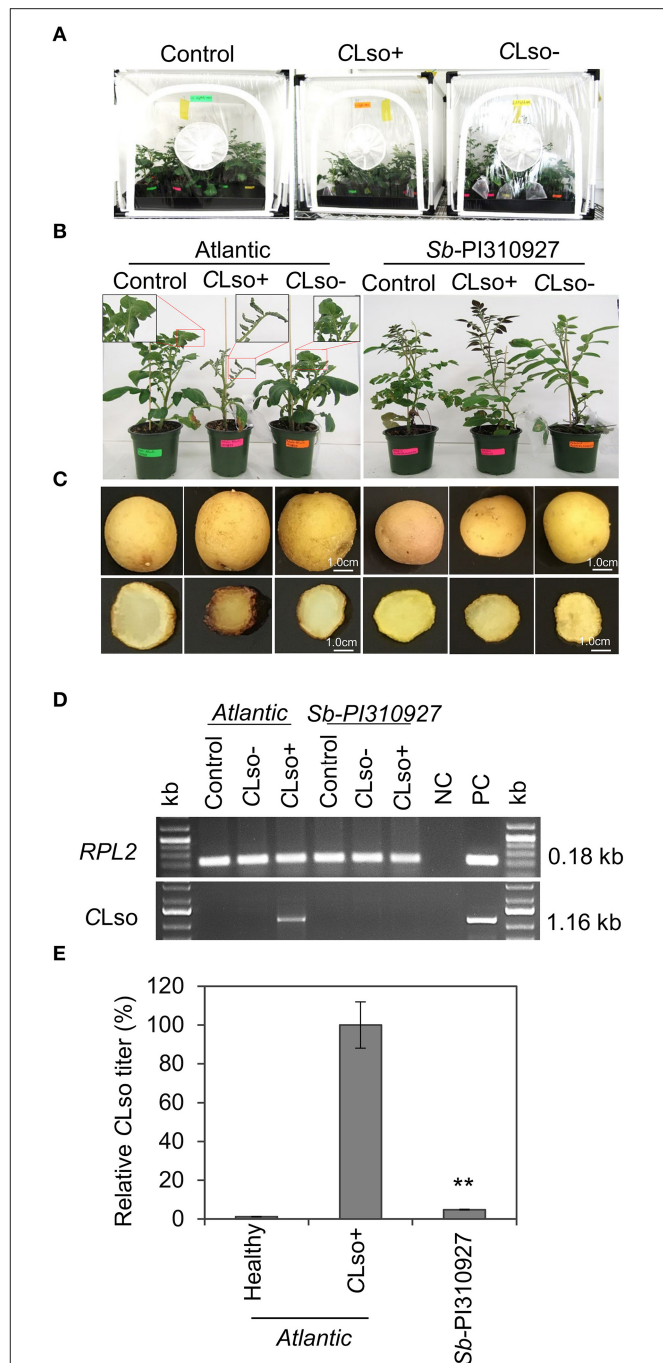 A
Control CLso+ CLso-
B
Atlantic Sb-PI310927
Control CLso+ CLso- Control CLso+ CLso-
C
1.0cm 1.0cm
1.0cm 1.0cm
D
Atlantic Sb-PI310927
kb Control CLso- CLso+ Control CLso- CLso+ NC PC kb
RPL2 0.18 kb
CLso 1.16 kb
E
Relative CLso titer (%)
120
100
80
60
40
20
0
**
Healthy CLso+ Sb-PI310927
Atlantic